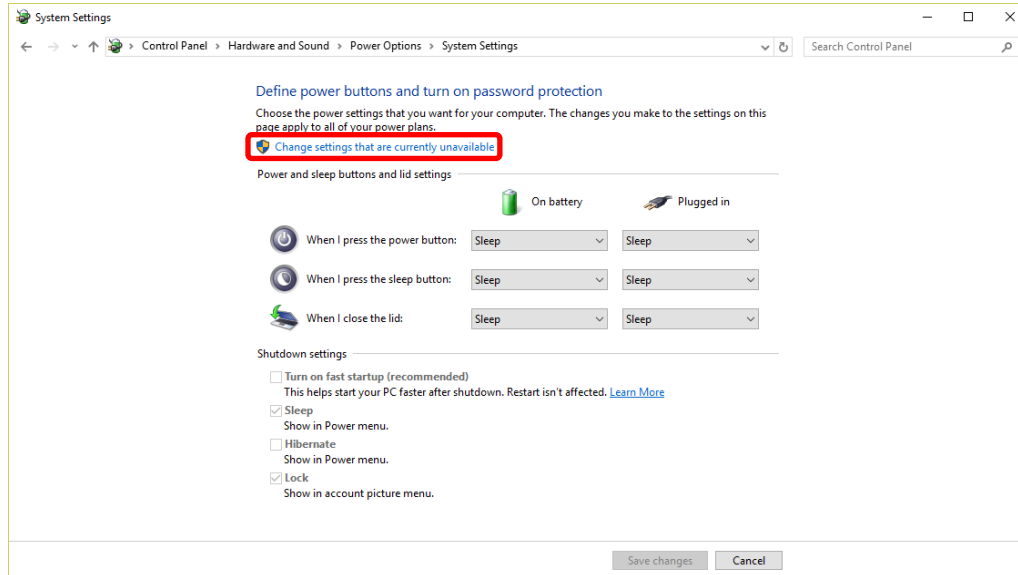 System Settings
Control Panel > Hardware and Sound > Power Options > System Settings
Search Control Panel
Define power buttons and turn on password protection
Choose the power settings that you want for your computer. The changes you make to the settings on this
page apply to all of your power plans.
Change settings that are currently unavailable
Power and sleep buttons and lid settings
On battery Plugged in
When I press the power button: Sleep Sleep
When I press the sleep button: Sleep Sleep
When I close the lid: Sleep Sleep
Shutdown settings
Turn on fast startup (recommended)
This helps start your PC faster after shutdown. Restart isn't affected. Learn More
Sleep
Show in Power menu.
Hibernate
Show in Power menu.
Lock
Show in account picture menu.
Save changes Cancel